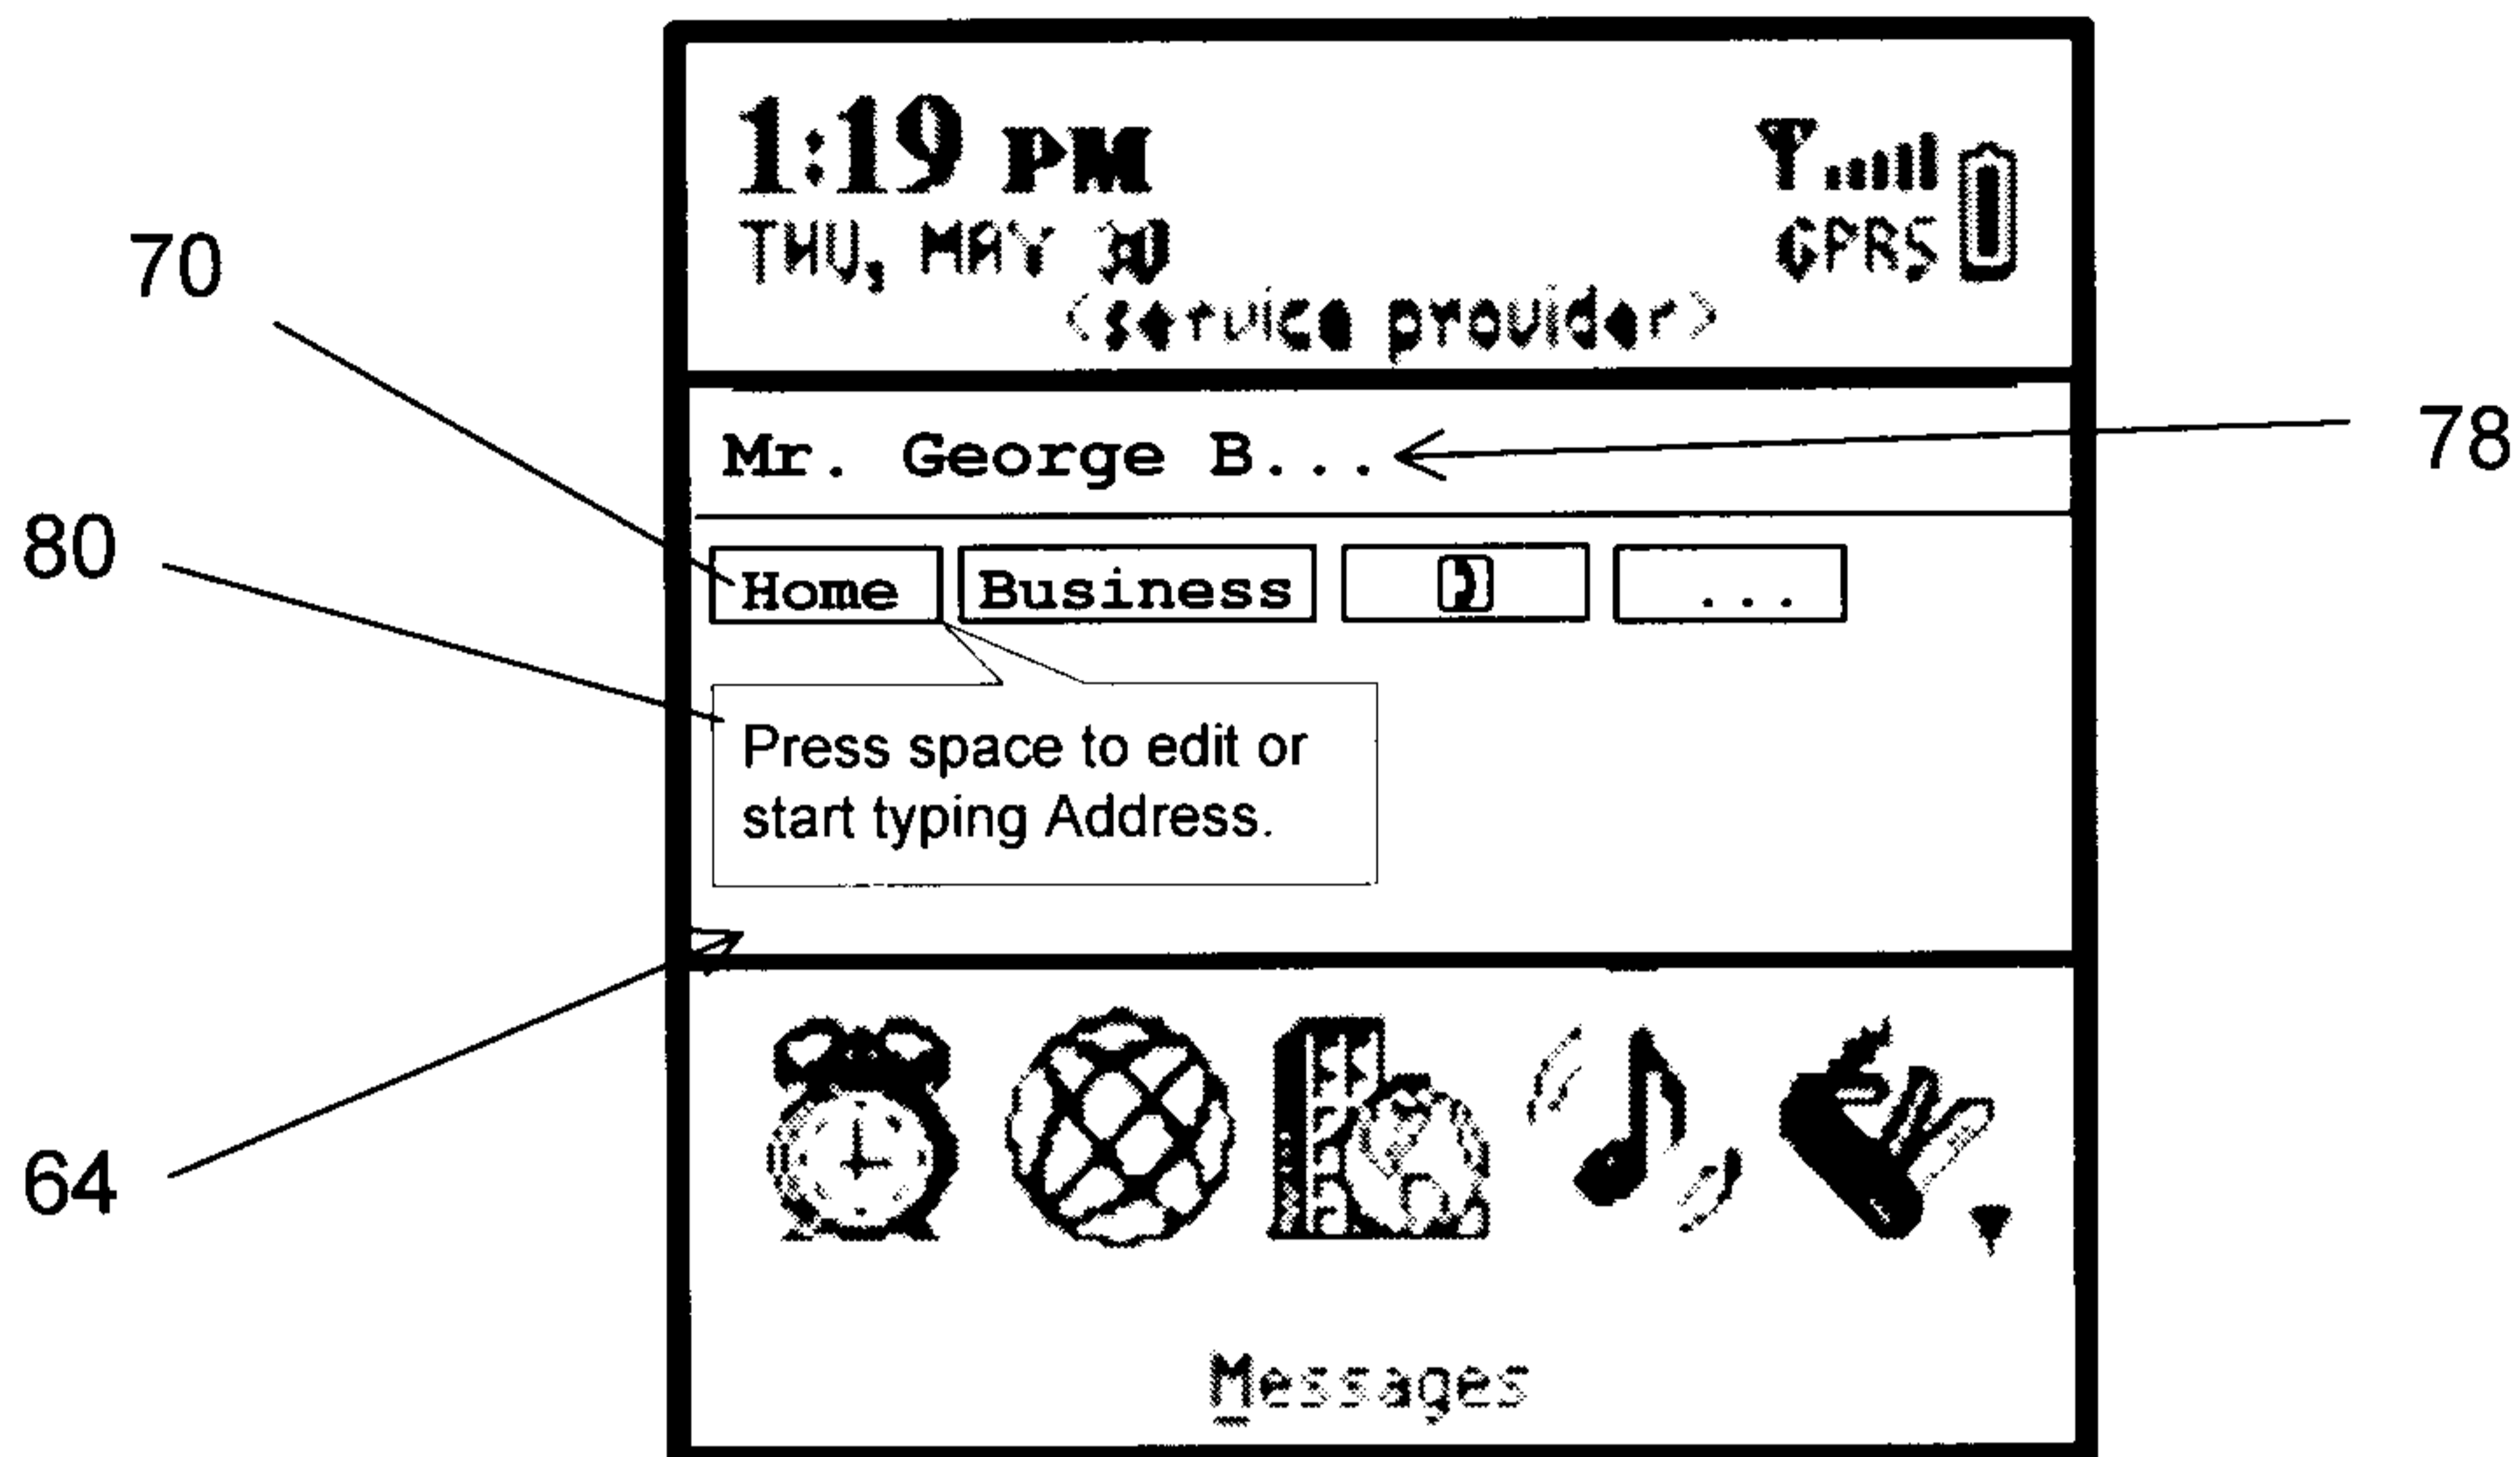 1:19 PM
THU, MAY
GPRS
<service provider>
70
Mr. George B...
78
80
Home Business ...
Press space to edit or
start typing Address.
64
Messages